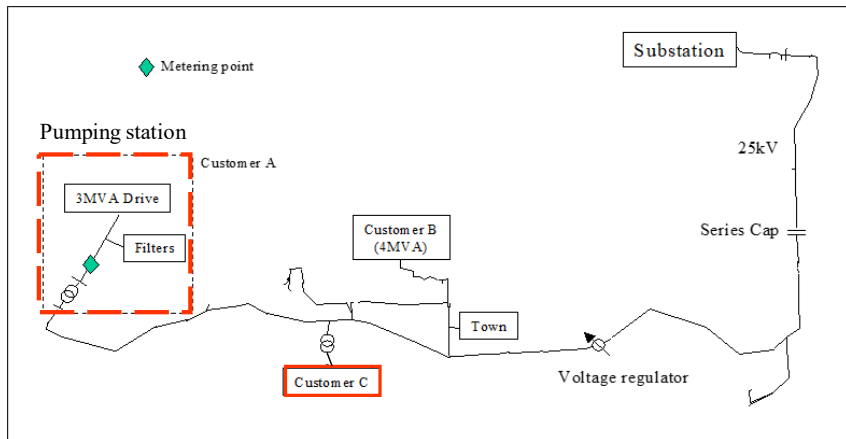 Substation
Metering point
Pumping station
Customer A
25kV
3MVA Drive
Customer B
(4MVA)
Series Cap
Filters
Town
Voltage regulator
Customer C